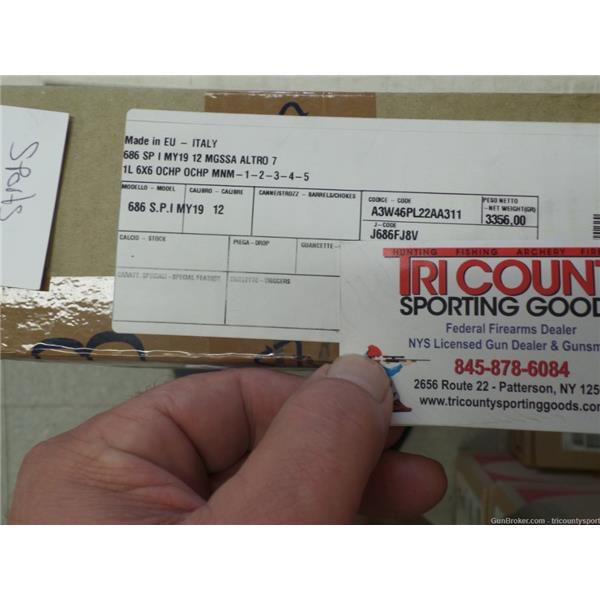 Made in EU - ITALY
686 SP I MY19 12 MGSSA ALTRO 7
1L 6X6 OCHP OCHP MNM-1-2-3-4-5
MODELLO - MODEL CALIBRO - CALIBRE CANNE/STROZZ - BARRELS/CHOKES CODICE - CODE PESO NETTO
-NET WEIGHT(GR)
686 S.P.I MY19 12 A3W46PL22AA311 3356,00
J-CODE
J686FJ8V
CALCIO - STOCK PIEGA-DROP GUANCETTE-
SPECIALI-SPECIAL FEATURES -TRIGGERS
Sports
HUNTING FISHING ARCHERY FIRE
TRI COUNT
SPORTING GOOD
Federal Firearms Dealer
NYS Licensed Gun Dealer & Gunsm
845-878-6084
2656 Route 22 - Patterson, NY 125
www.tricountysportinggoods.com
GunBroker.com - tricountysport